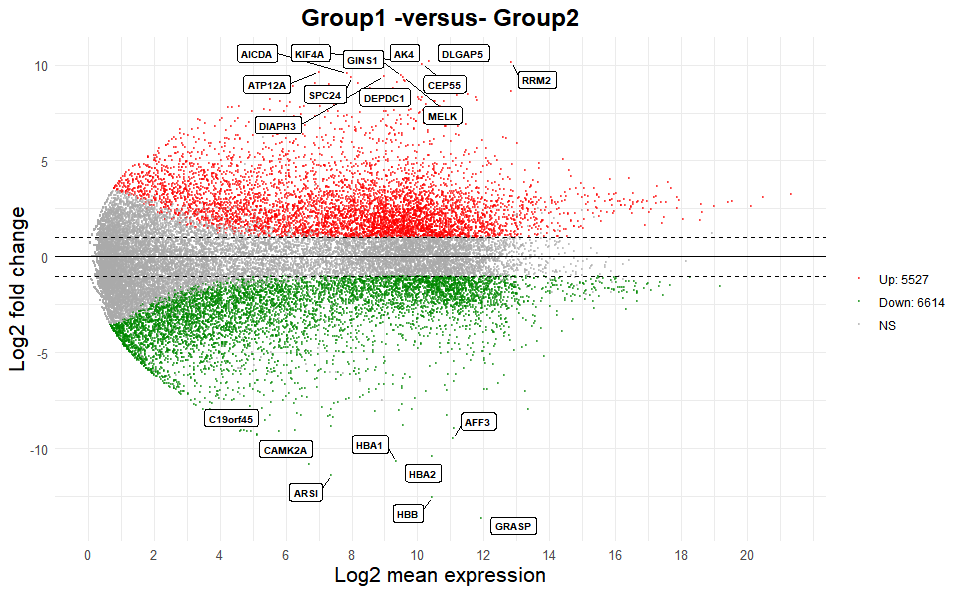 Group1 -versus- Group2
AICDA
KIF4A
GINS1
AK4
DLGAP5
ATP12A
SPC24
DEPDC1
CEP55
RRM2
DIAPH3
MELK
10
5
0
-5
-10
Log2 fold change
Up: 5527
Down: 6614
NS
C19orf45
AFF3
CAMK2A
HBA1
HBA2
ARSI
HBB
GRASP
0 2 4 6 8 10 12 14 16 18 20
Log2 mean expression